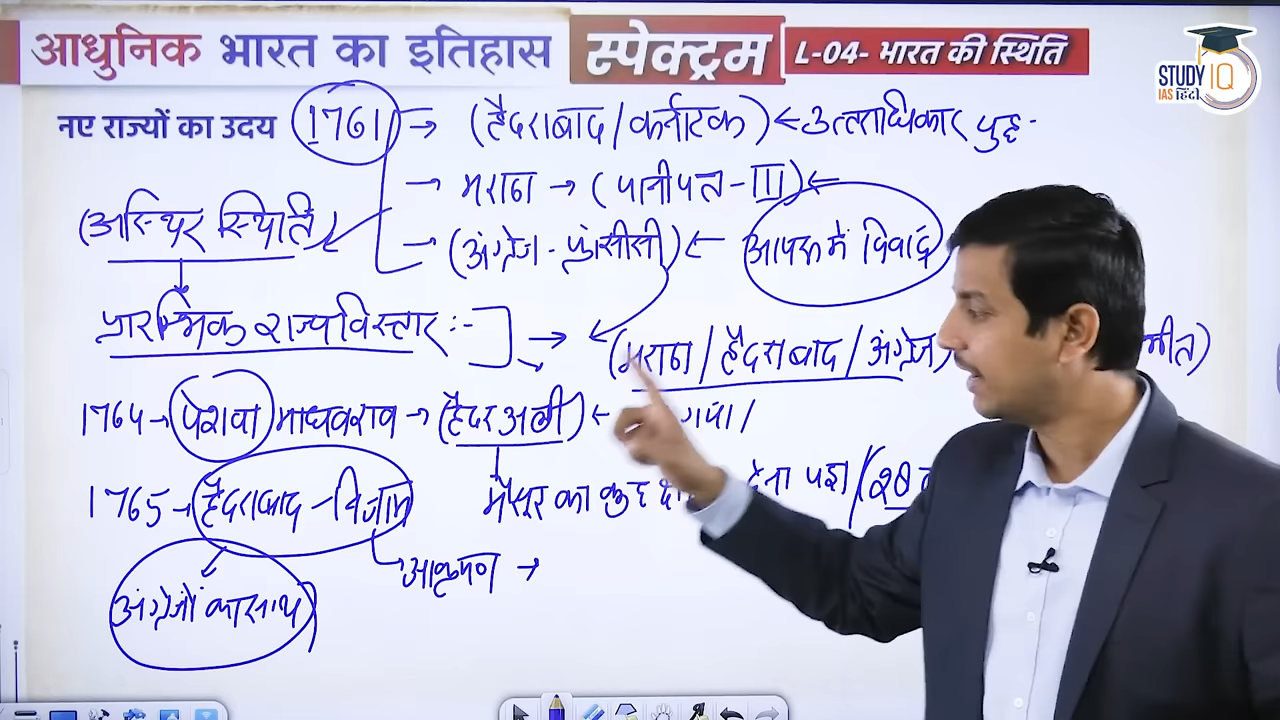 आधुनिक भारत का इतिहास स्पेक्ट्रम L-04- भारत की स्थिति
STUDY IQ
IAS हिंदी
नए राज्यों का उदय 1761 → (हैदराबाद/कर्नाटक) ← उत्तराधिकार युद्ध
→ मराठा → (पानीपत-III) ←
(अस्थिर स्थिति)
→ (अंग्रेज-फ्रांसीसी) ← आपस में विवाद
प्रारम्भिक राज्यविस्तार :- →
(मराठा/हैदराबाद/अंग्रेज
1764 → पेशवा माधवराव → (हैदर अली) ←
1765 → हैदराबाद - निजाम
मैसूर का कुछ देना पड़ा/(28
→ आक्रमण →
अंग्रेजों का साथ